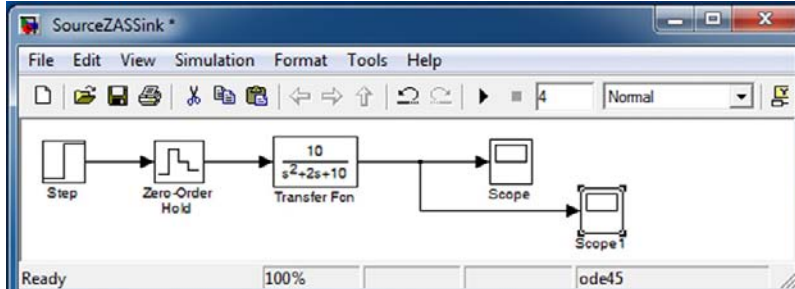 SourceZASSink *
File Edit View Simulation Format Tools Help
4 Normal
10
s²+2s+10
Step
Zero-Order
Hold
Transfer Fcn
Scope
Scope1
Ready 100% ode45